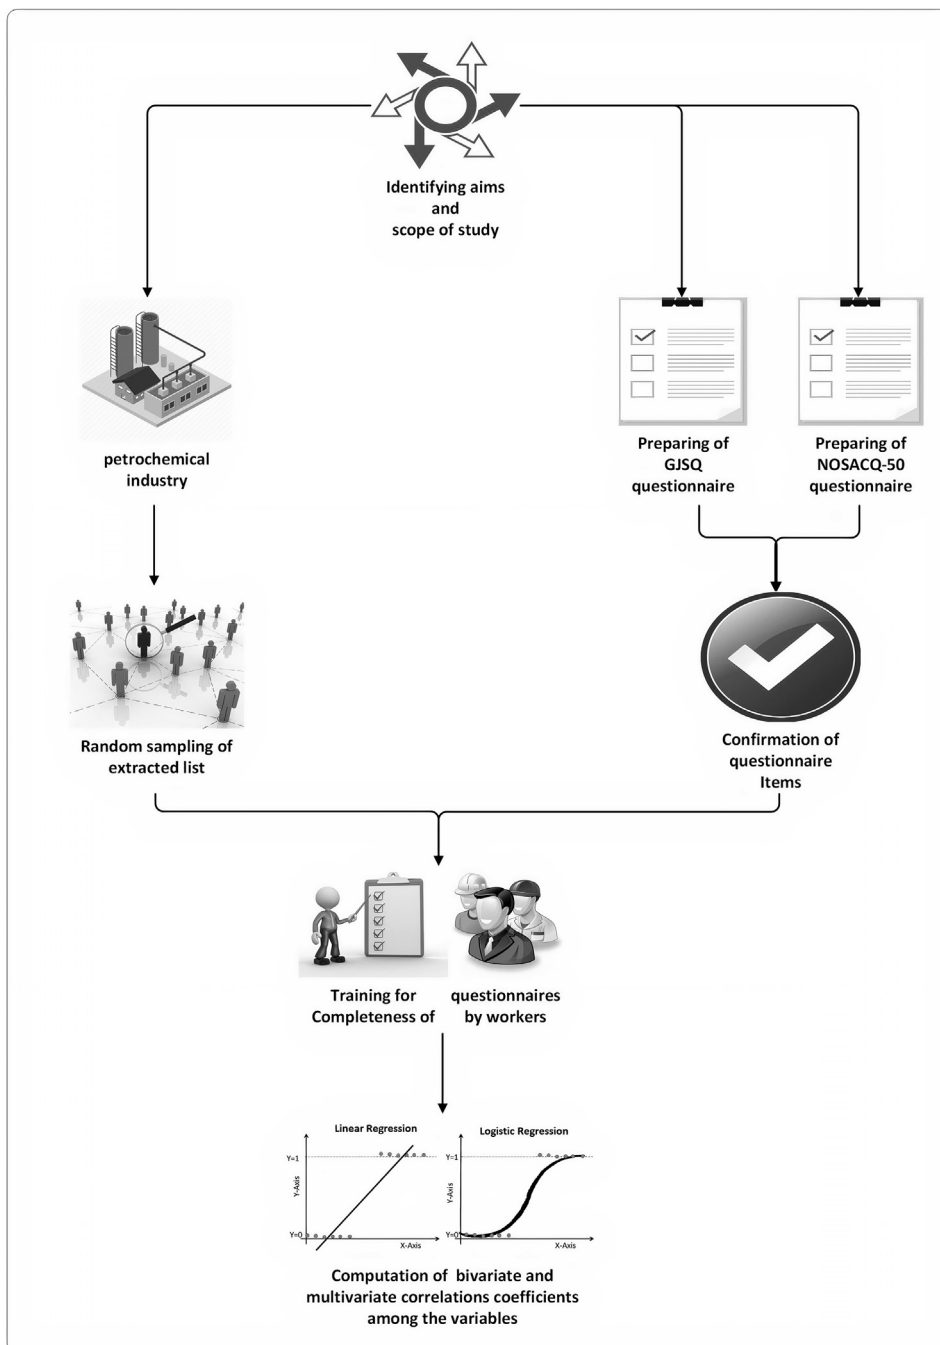 Identifying aims
and
scope of study
petrochemical
industry
Preparing of
GJSQ
questionnaire
Preparing of
NOSACQ-50
questionnaire
Random sampling of
extracted list
Confirmation of
questionnaire
Items
Training for
Completeness of
questionnaires
by workers
Linear Regression
Y=1
Y-Axis
Y=0
X-Axis
Logistic Regression
Y=1
Y-Axis
Y=0
X-Axis
Computation of bivariate and
multivariate correlations coefficients
among the variables